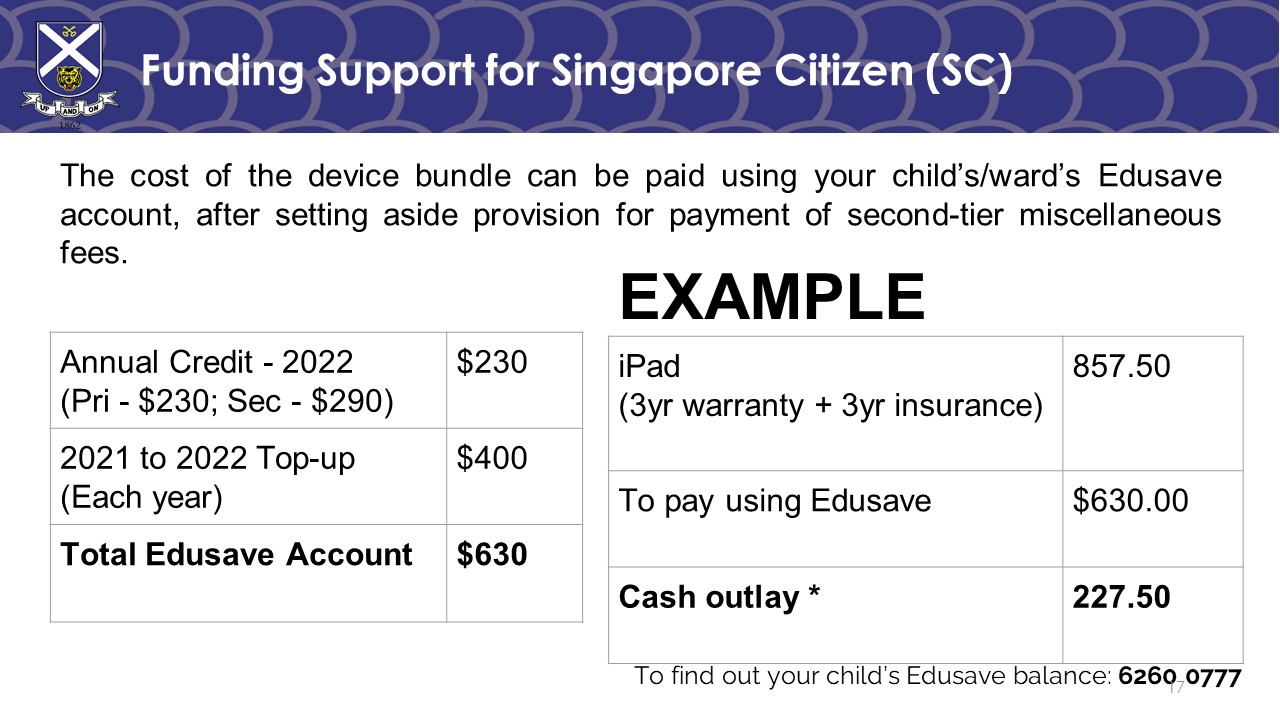 Funding Support for Singapore Citizen (SC)
UP AND ON
1862
The cost of the device bundle can be paid using your child’s/ward’s Edusave
account, after setting aside provision for payment of second-tier miscellaneous
fees.
EXAMPLE
Annual Credit - 2022 $230
(Pri - $230; Sec - $290)
2021 to 2022 Top-up $400
(Each year)
Total Edusave Account $630
iPad 857.50
(3yr warranty + 3yr insurance)
To pay using Edusave $630.00
Cash outlay * 227.50
To find out your child’s Edusave balance: 6260 0777
17